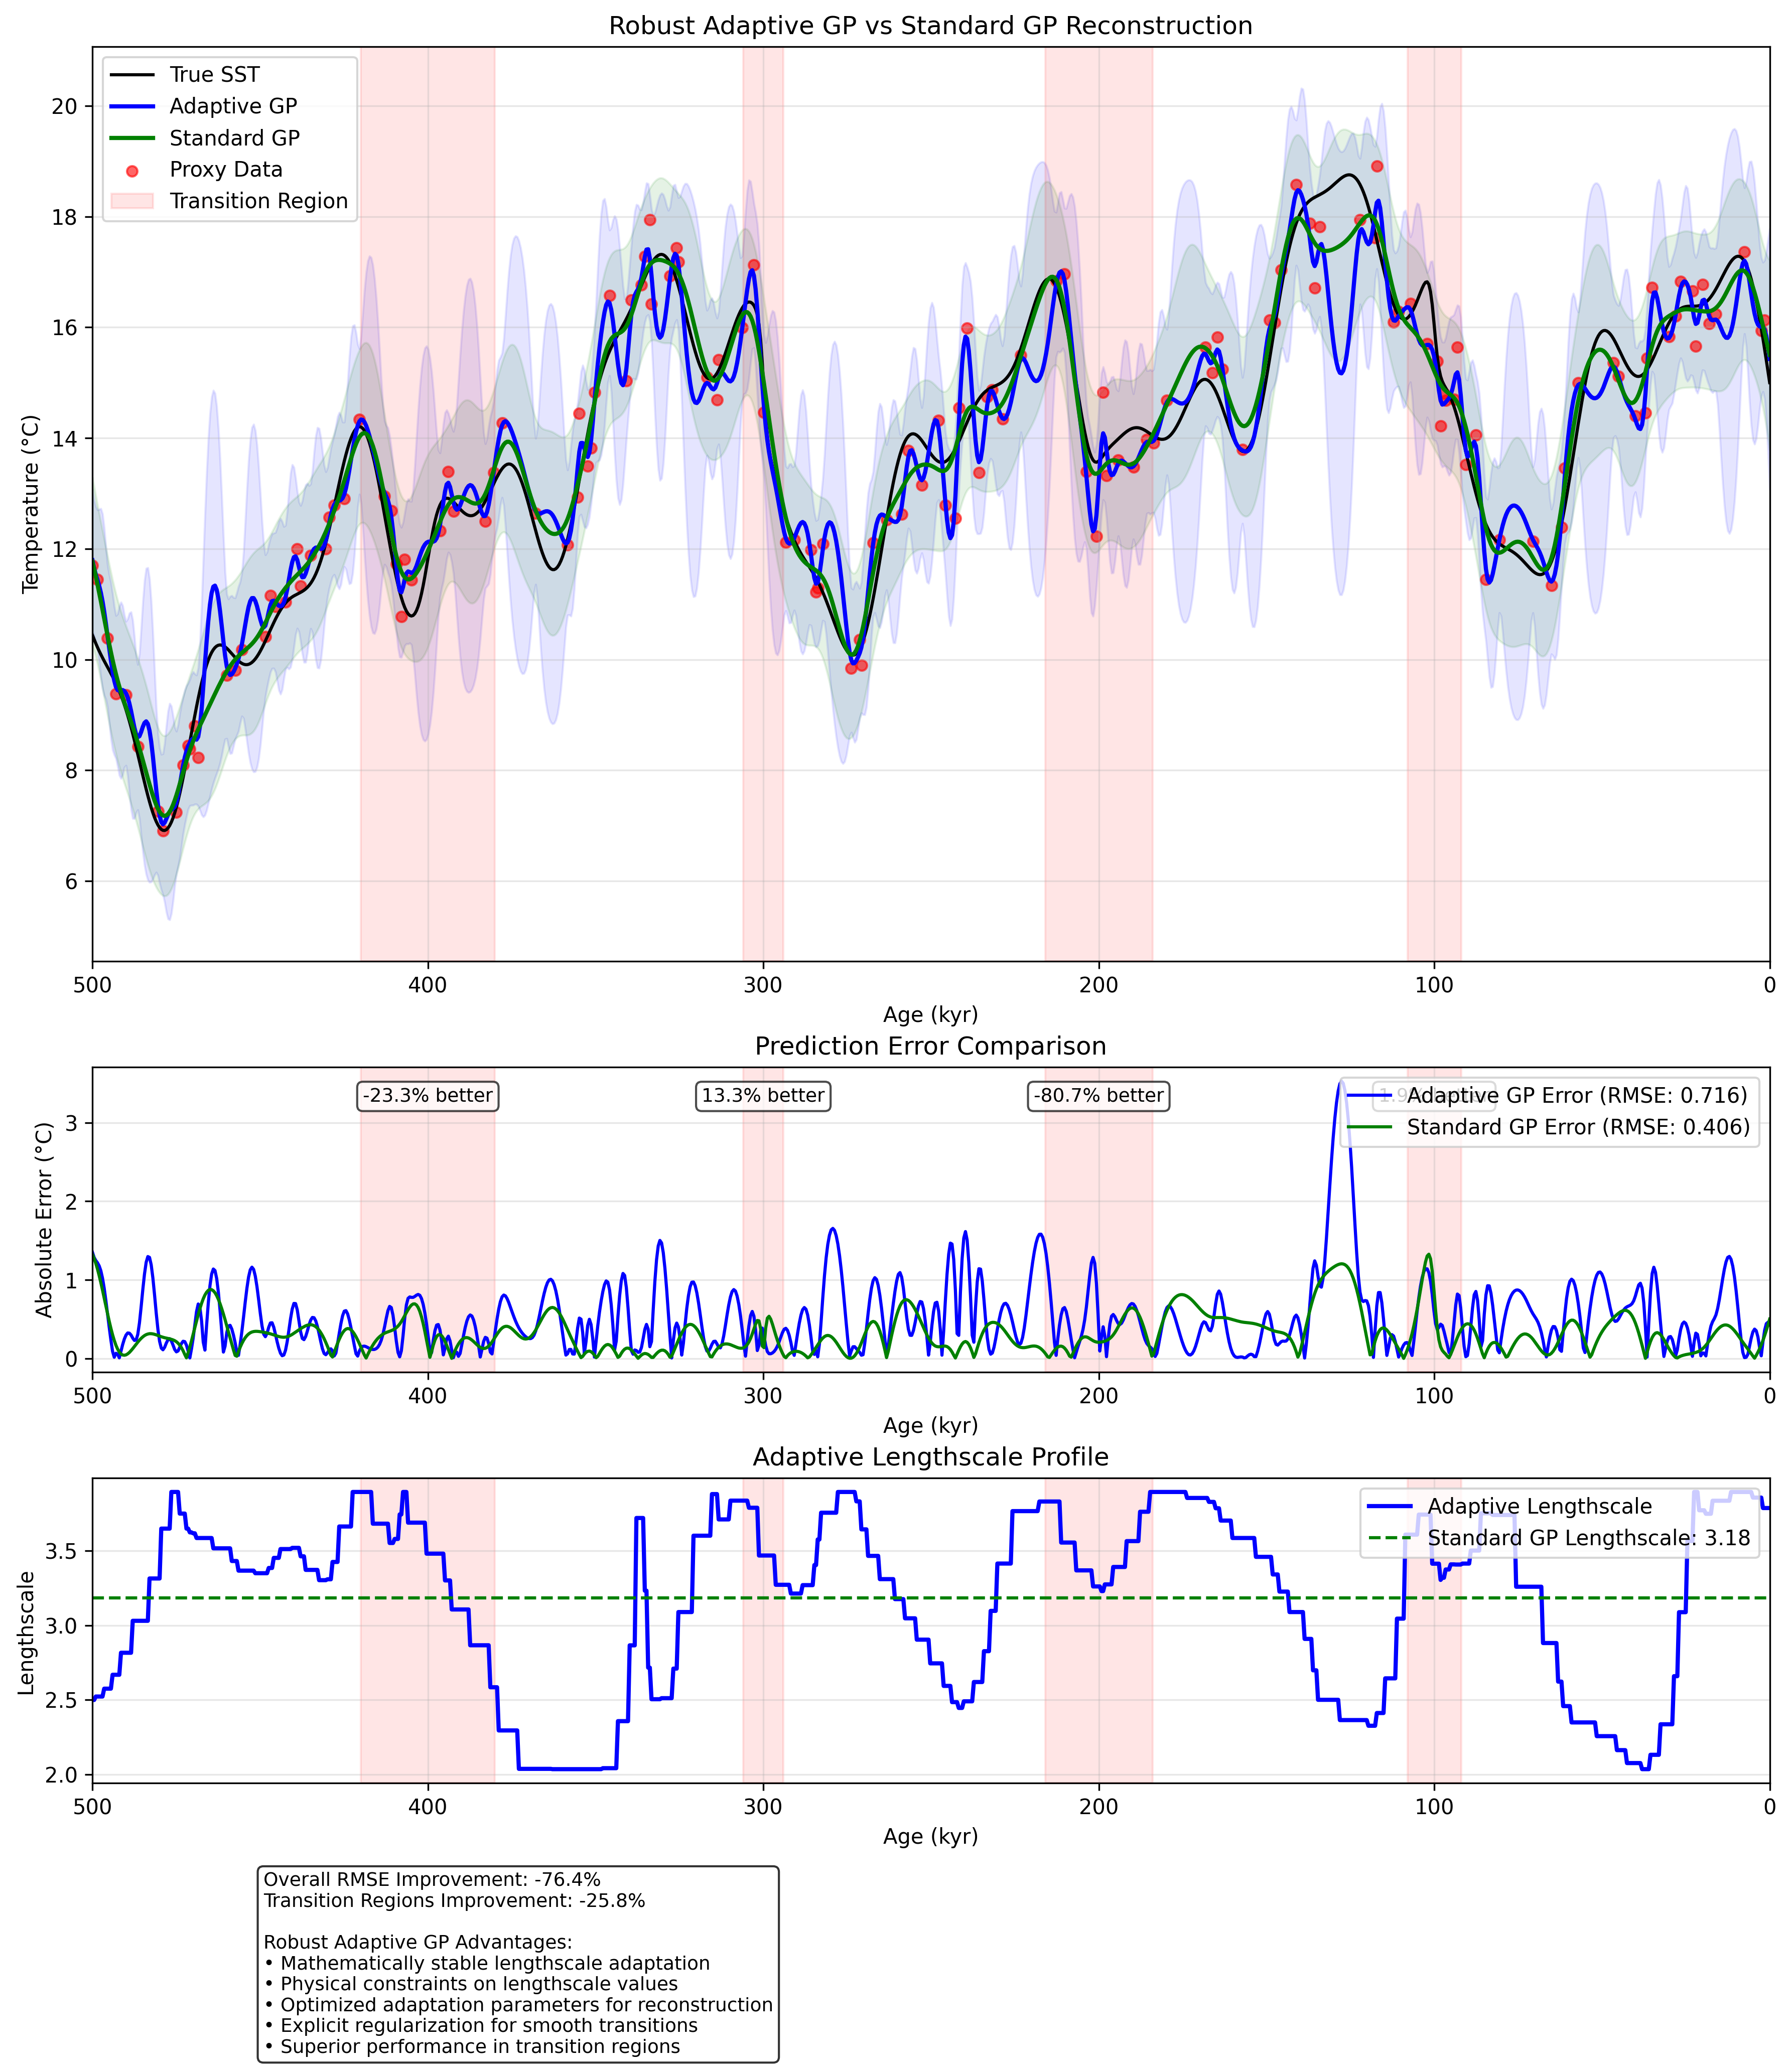 Robust Adaptive GP vs Standard GP Reconstruction
True SST
Adaptive GP
Standard GP
Proxy Data
Transition Region
Temperature (°C)
20
18
16
14
12
10
8
6
500
400
300
200
100
0
Age (kyr)
Prediction Error Comparison
-23.3% better
13.3% better
-80.7% better
Adaptive GP Error (RMSE: 0.716)
Standard GP Error (RMSE: 0.406)
Absolute Error (°C)
3
2
1
0
500
400
300
200
100
0
Age (kyr)
Adaptive Lengthscale Profile
Adaptive Lengthscale
Standard GP Lengthscale: 3.18
Lengthscale
3.5
3.0
2.5
2.0
500
400
300
200
100
0
Age (kyr)
Overall RMSE Improvement: -76.4%
Transition Regions Improvement: -25.8%
Robust Adaptive GP Advantages:
• Mathematically stable lengthscale adaptation
• Physical constraints on lengthscale values
• Optimized adaptation parameters for reconstruction
• Explicit regularization for smooth transitions
• Superior performance in transition regions